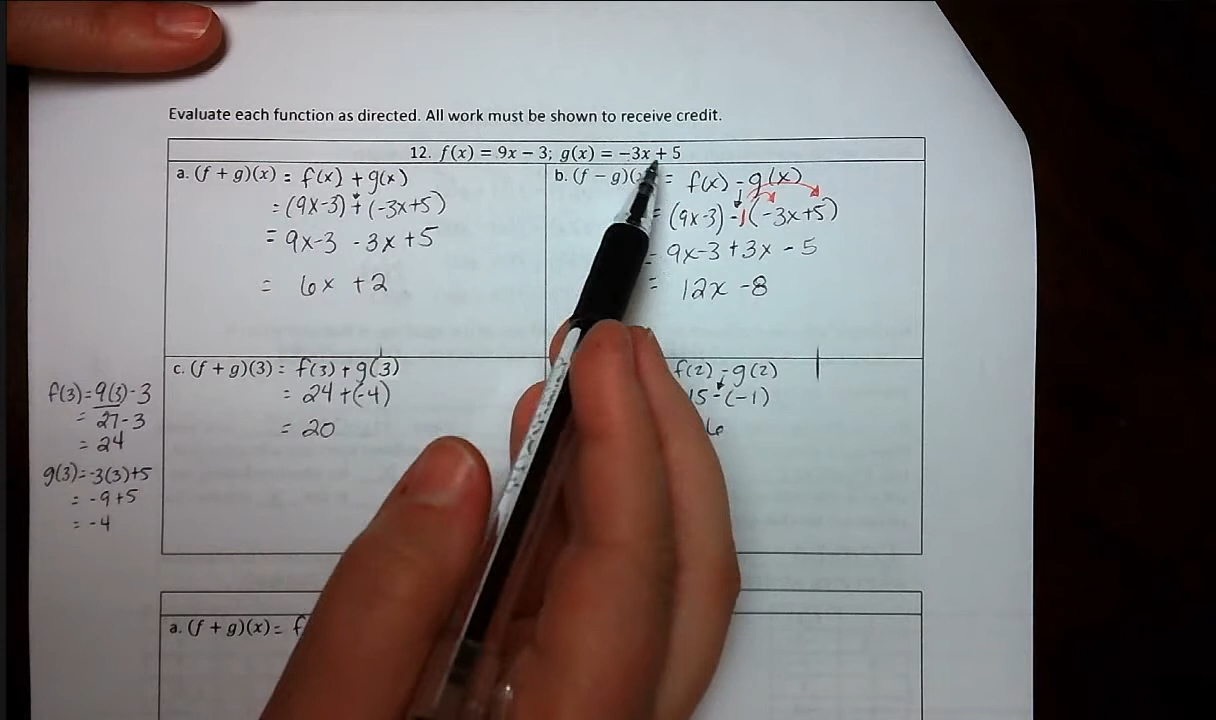 Evaluate each function as directed. All work must be shown to receive credit.
12. f(x) = 9x − 3; g(x) = −3x + 5
a. (f + g)(x) = f(x) + g(x)
= (9x-3) + (-3x+5)
= 9x-3 - 3x +5
= 6x + 2
b. (f − g)( = f(x) - g(x)
= (9x-3) -1(-3x+5)
= 9x-3 +3x - 5
= 12x -8
c. (f + g)(3) = f(3) + g(3)
= 24 +(-4)
= 20
f(2) - g(2)
15 -(-1)
f(3)=9(3)-3
= 27-3
= 24
g(3)=-3(3)+5
= -9+5
= -4
a. (f + g)(x) = f